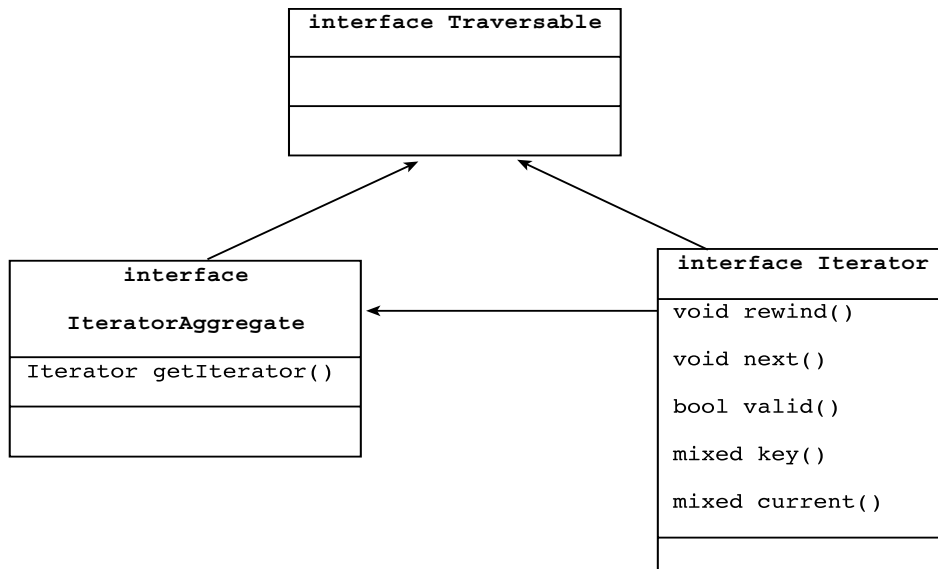 interface Traversable
interface
IteratorAggregate
Iterator getIterator()
interface Iterator
void rewind()
void next()
bool valid()
mixed key()
mixed current()